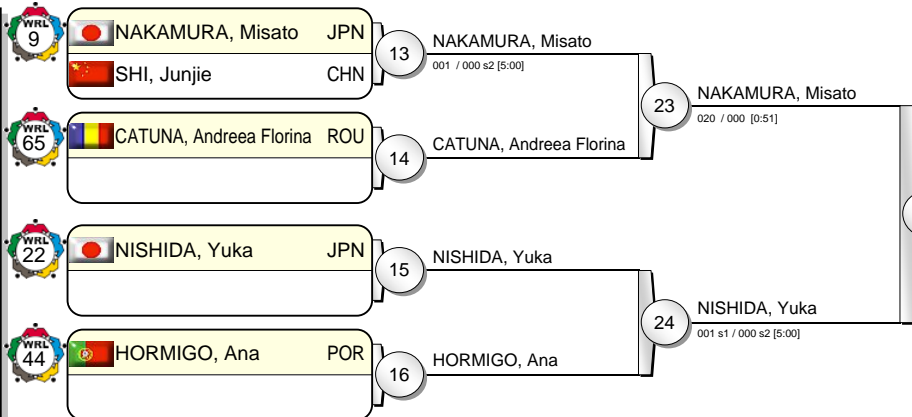 WRL
9
NAKAMURA, Misato JPN
SHI, Junjie CHN
13
NAKAMURA, Misato
001 / 000 s2 [5:00]
23
NAKAMURA, Misato
020 / 000 [0:51]
WRL
65
CATUNA, Andreea Florina ROU
14
CATUNA, Andreea Florina
WRL
22
NISHIDA, Yuka JPN
15
NISHIDA, Yuka
24
NISHIDA, Yuka
001 s1 / 000 s2 [5:00]
WRL
44
HORMIGO, Ana POR
16
HORMIGO, Ana